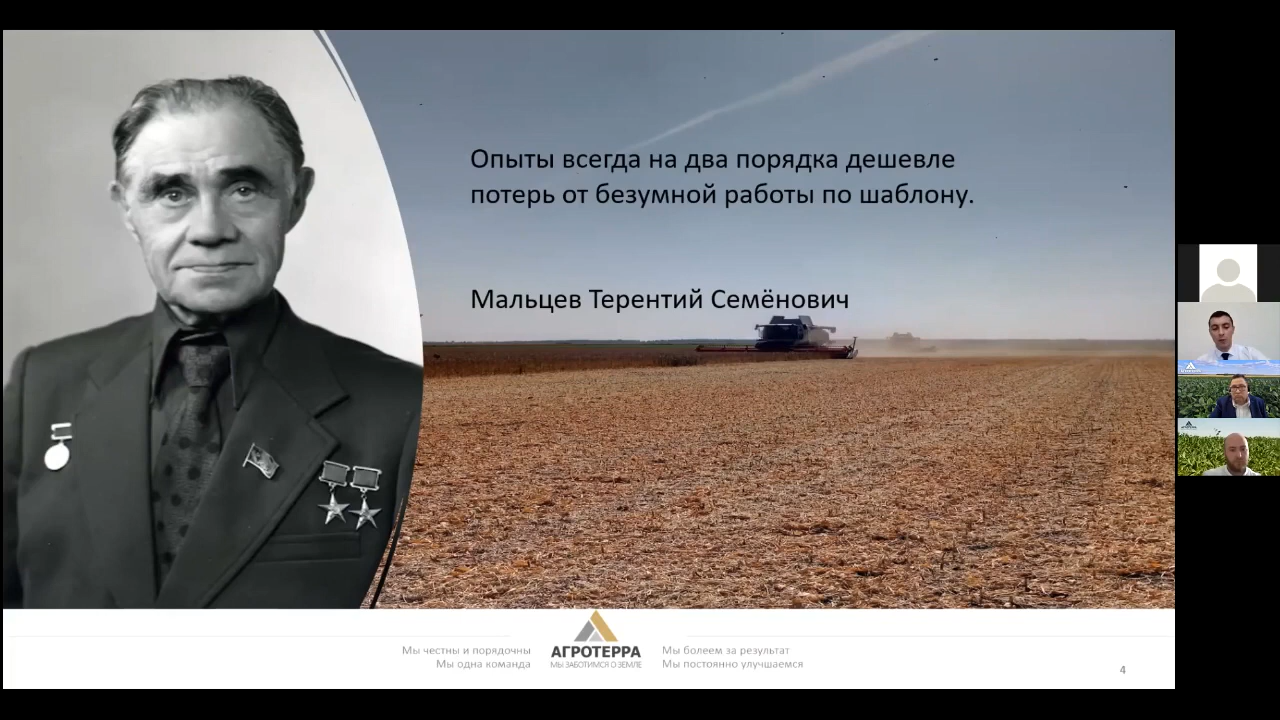 Опыты всегда на два порядка дешевле
потерь от безумной работы по шаблону.
Мальцев Терентий Семёнович
Мы честны и порядочны
Мы одна команда
АГРОТЕРРА
МЫ ЗАБОТИМСЯ О ЗЕМЛЕ
Мы болеем за результат
Мы постоянно улучшаемся
4